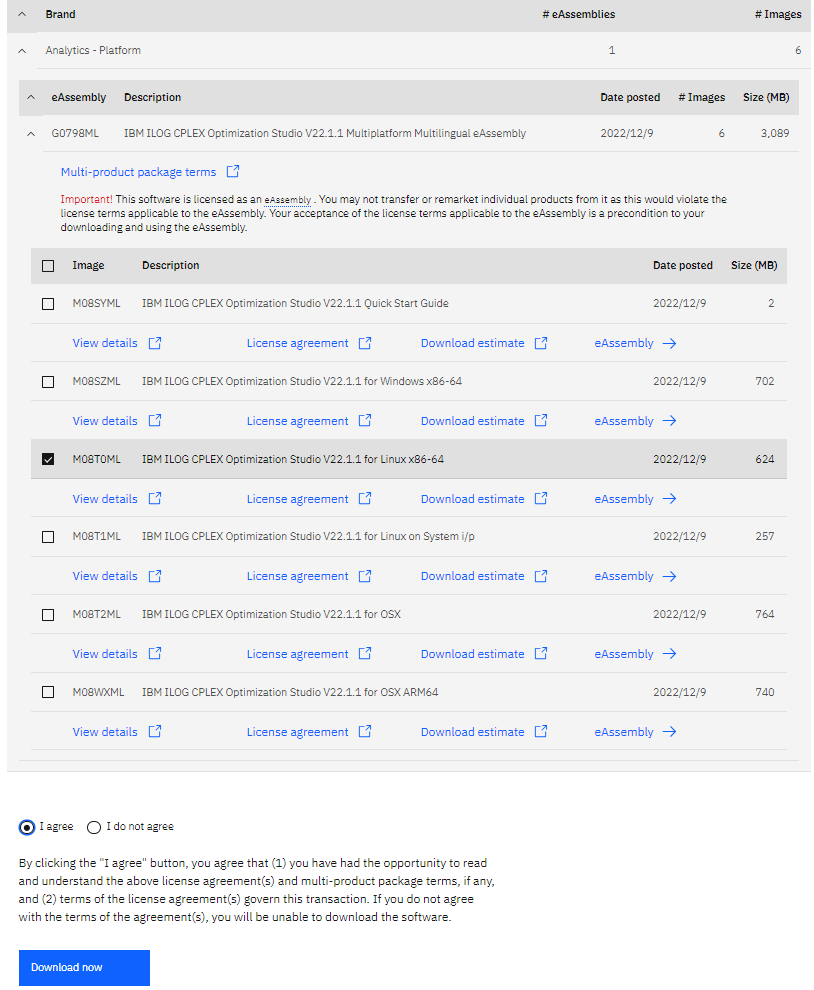 Brand # eAssemblies # Images
Analytics - Platform 1 6
eAssembly Description Date posted # Images Size (MB)
G0798ML IBM ILOG CPLEX Optimization Studio V22.1.1 Multiplatform Multilingual eAssembly 2022/12/9 6 3,089
Multi-product package terms
Important! This software is licensed as an eAssembly . You may not transfer or remarket individual products from it as this would violate the
license terms applicable to the eAssembly. Your acceptance of the license terms applicable to the eAssembly is a precondition to your
downloading and using the eAssembly.
Image Description Date posted Size (MB)
M08SYML IBM ILOG CPLEX Optimization Studio V22.1.1 Quick Start Guide 2022/12/9 2
View details License agreement Download estimate eAssembly
M08SZML IBM ILOG CPLEX Optimization Studio V22.1.1 for Windows x86-64 2022/12/9 702
View details License agreement Download estimate eAssembly
M08T0ML IBM ILOG CPLEX Optimization Studio V22.1.1 for Linux x86-64 2022/12/9 624
View details License agreement Download estimate eAssembly
M08T1ML IBM ILOG CPLEX Optimization Studio V22.1.1 for Linux on System i/p 2022/12/9 257
View details License agreement Download estimate eAssembly
M08T2ML IBM ILOG CPLEX Optimization Studio V22.1.1 for OSX 2022/12/9 764
View details License agreement Download estimate eAssembly
M08WXML IBM ILOG CPLEX Optimization Studio V22.1.1 for OSX ARM64 2022/12/9 740
View details License agreement Download estimate eAssembly
I agree I do not agree
By clicking the "I agree" button, you agree that (1) you have had the opportunity to read
and understand the above license agreement(s) and multi-product package terms, if any,
and (2) terms of the license agreement(s) govern this transaction. If you do not agree
with the terms of the agreement(s), you will be unable to download the software.
Download now